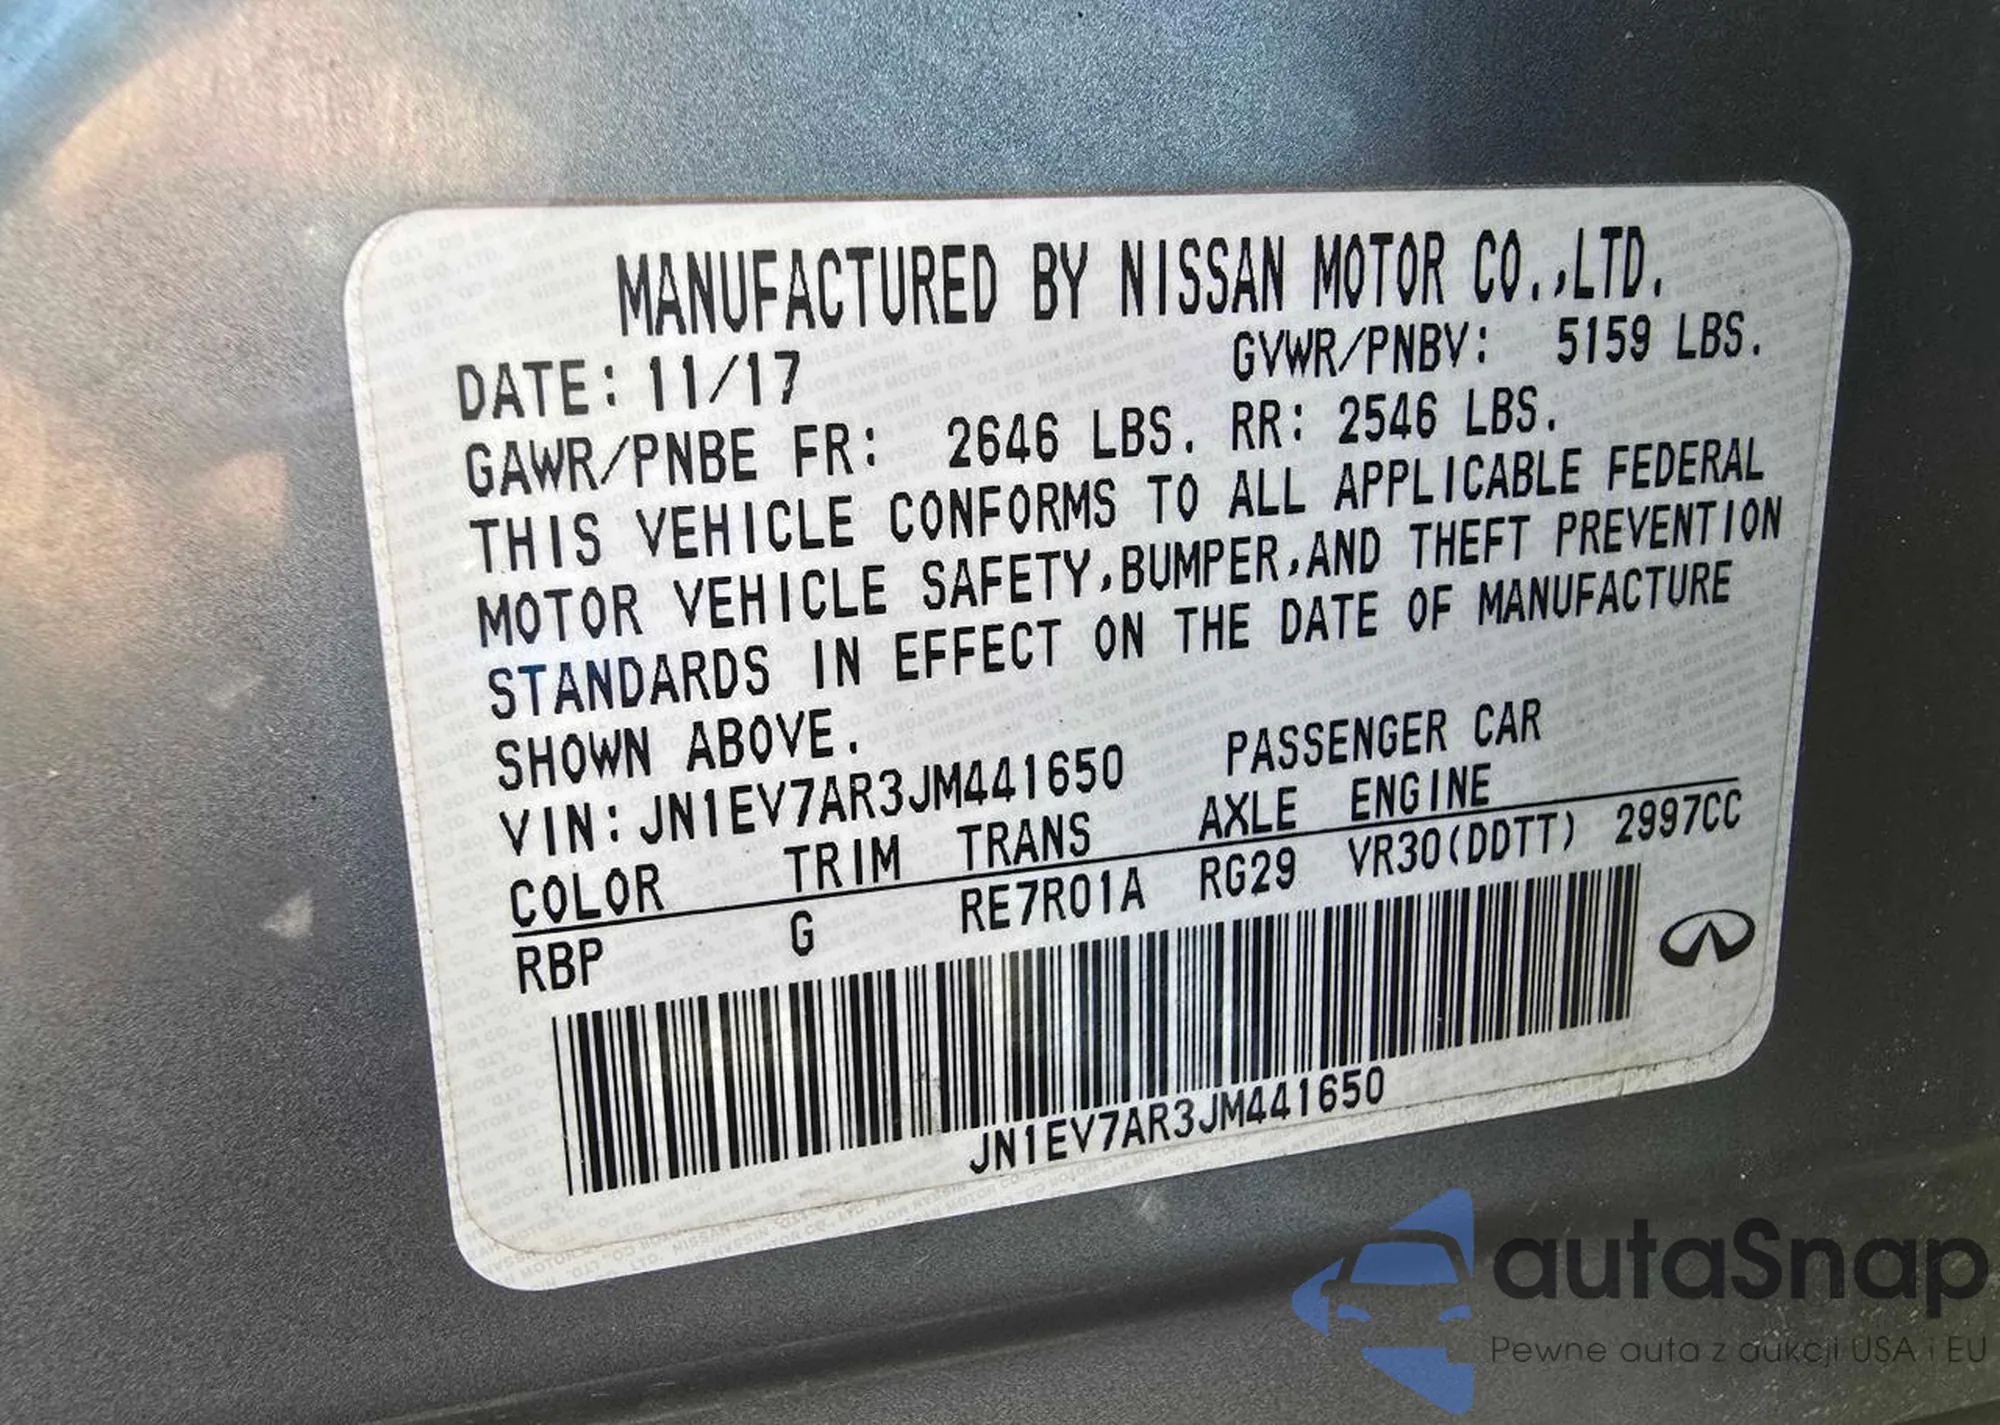 MANUFACTURED BY NISSAN MOTOR CO.,LTD.
DATE: 11/17 GVWR/PNBV: 5159 LBS.
GAWR/PNBE FR: 2646 LBS. RR: 2546 LBS.
THIS VEHICLE CONFORMS TO ALL APPLICABLE FEDERAL
MOTOR VEHICLE SAFETY,BUMPER,AND THEFT PREVENTION
STANDARDS IN EFFECT ON THE DATE OF MANUFACTURE
SHOWN ABOVE.
VIN: JN1EV7AR3JM441650 PASSENGER CAR
COLOR TRIM TRANS AXLE ENGINE
RBP G RE7R01A RG29 VR30(DDTT) 2997CC
JN1EV7AR3JM441650
autaSnap
Pewne auta z aukcji USA i EU